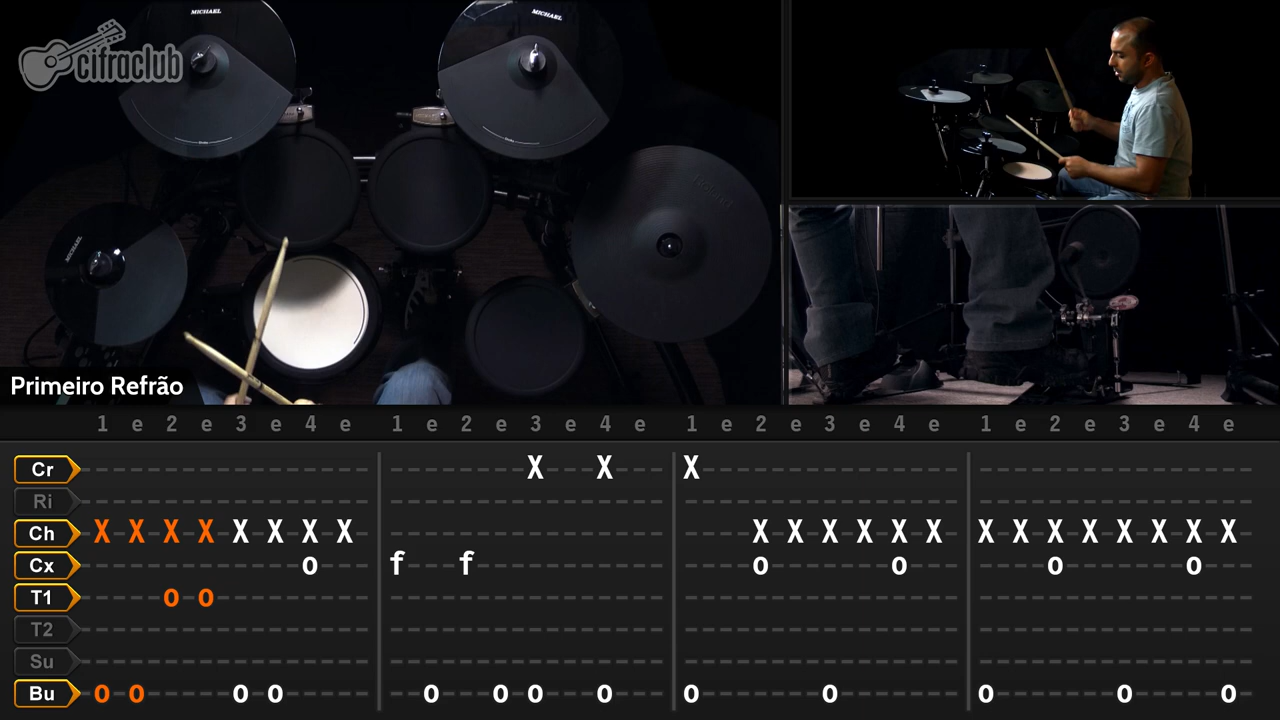 cifraclub
MICHAEL
MICHAEL
MICHAEL
Roland
Primeiro Refrão
1 e 2 e 3 e 4 e 1 e 2 e 3 e 4 e 1 e 2 e 3 e 4 e 1 e 2 e 3 e 4 e
Cr X X X
Ri
Ch X X X X X X X X X X X X X X X X X X X X X X
Cx o f f o o o o
T1 o o
T2
Su
Bu o o o o o o o o o o o o o